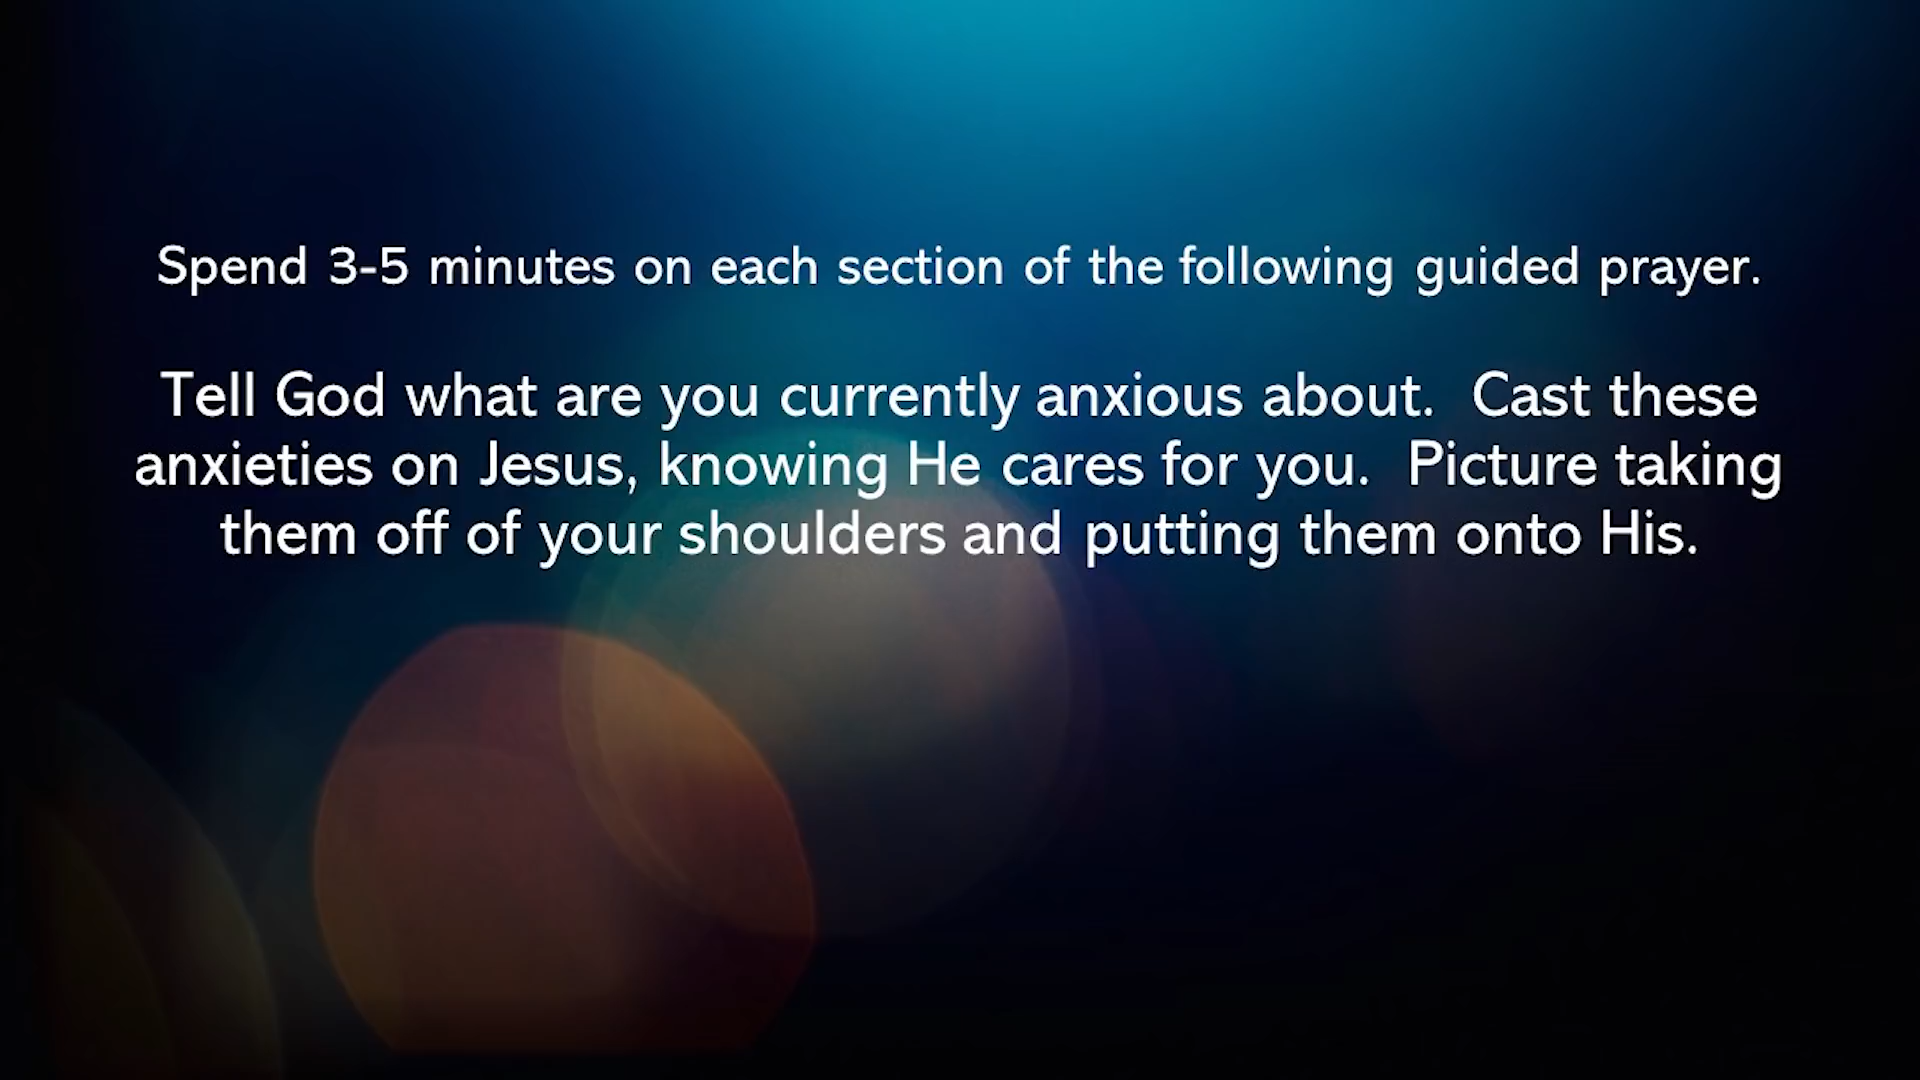 Spend 3-5 minutes on each section of the following guided prayer.
Tell God what are you currently anxious about.  Cast these
anxieties on Jesus, knowing He cares for you.  Picture taking
them off of your shoulders and putting them onto His.